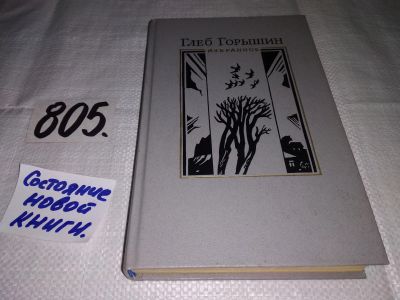 Глеб Горышин
ИЗБРАННОЕ
805.
Состояние
новой
книги.